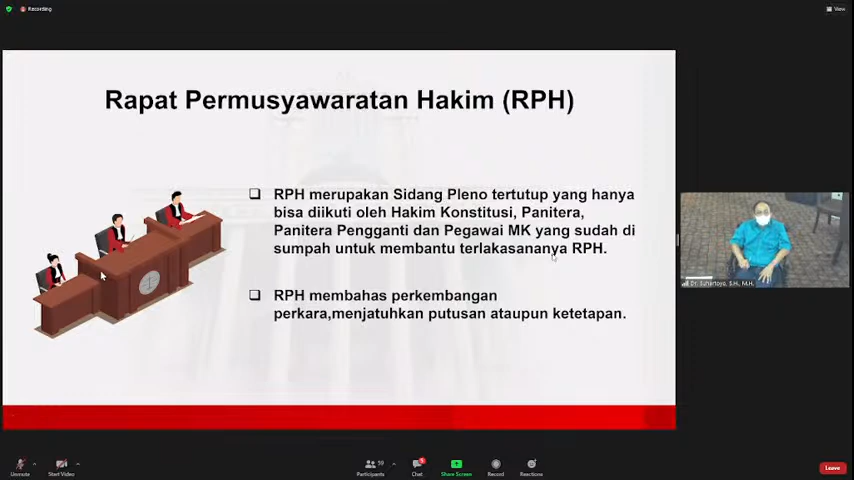 Recording
View
Rapat Permusyawaratan Hakim (RPH)
RPH merupakan Sidang Pleno tertutup yang hanya
bisa diikuti oleh Hakim Konstitusi, Panitera,
Panitera Pengganti dan Pegawai MK yang sudah di
sumpah untuk membantu terlakasananya RPH.
RPH membahas perkembangan
perkara,menjatuhkan putusan ataupun ketetapan.
Dr. Suhartoyo, S.H., M.H.
Unmute
Start Video
Participants
59
Chat
Share Screen
Record
Reactions
Leave